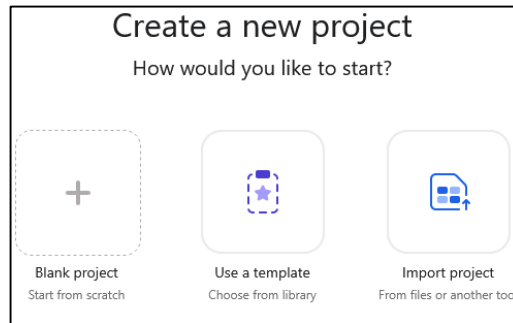 Create a new project
How would you like to start?
Blank project
Start from scratch
Use a template
Choose from library
Import project
From files or another too